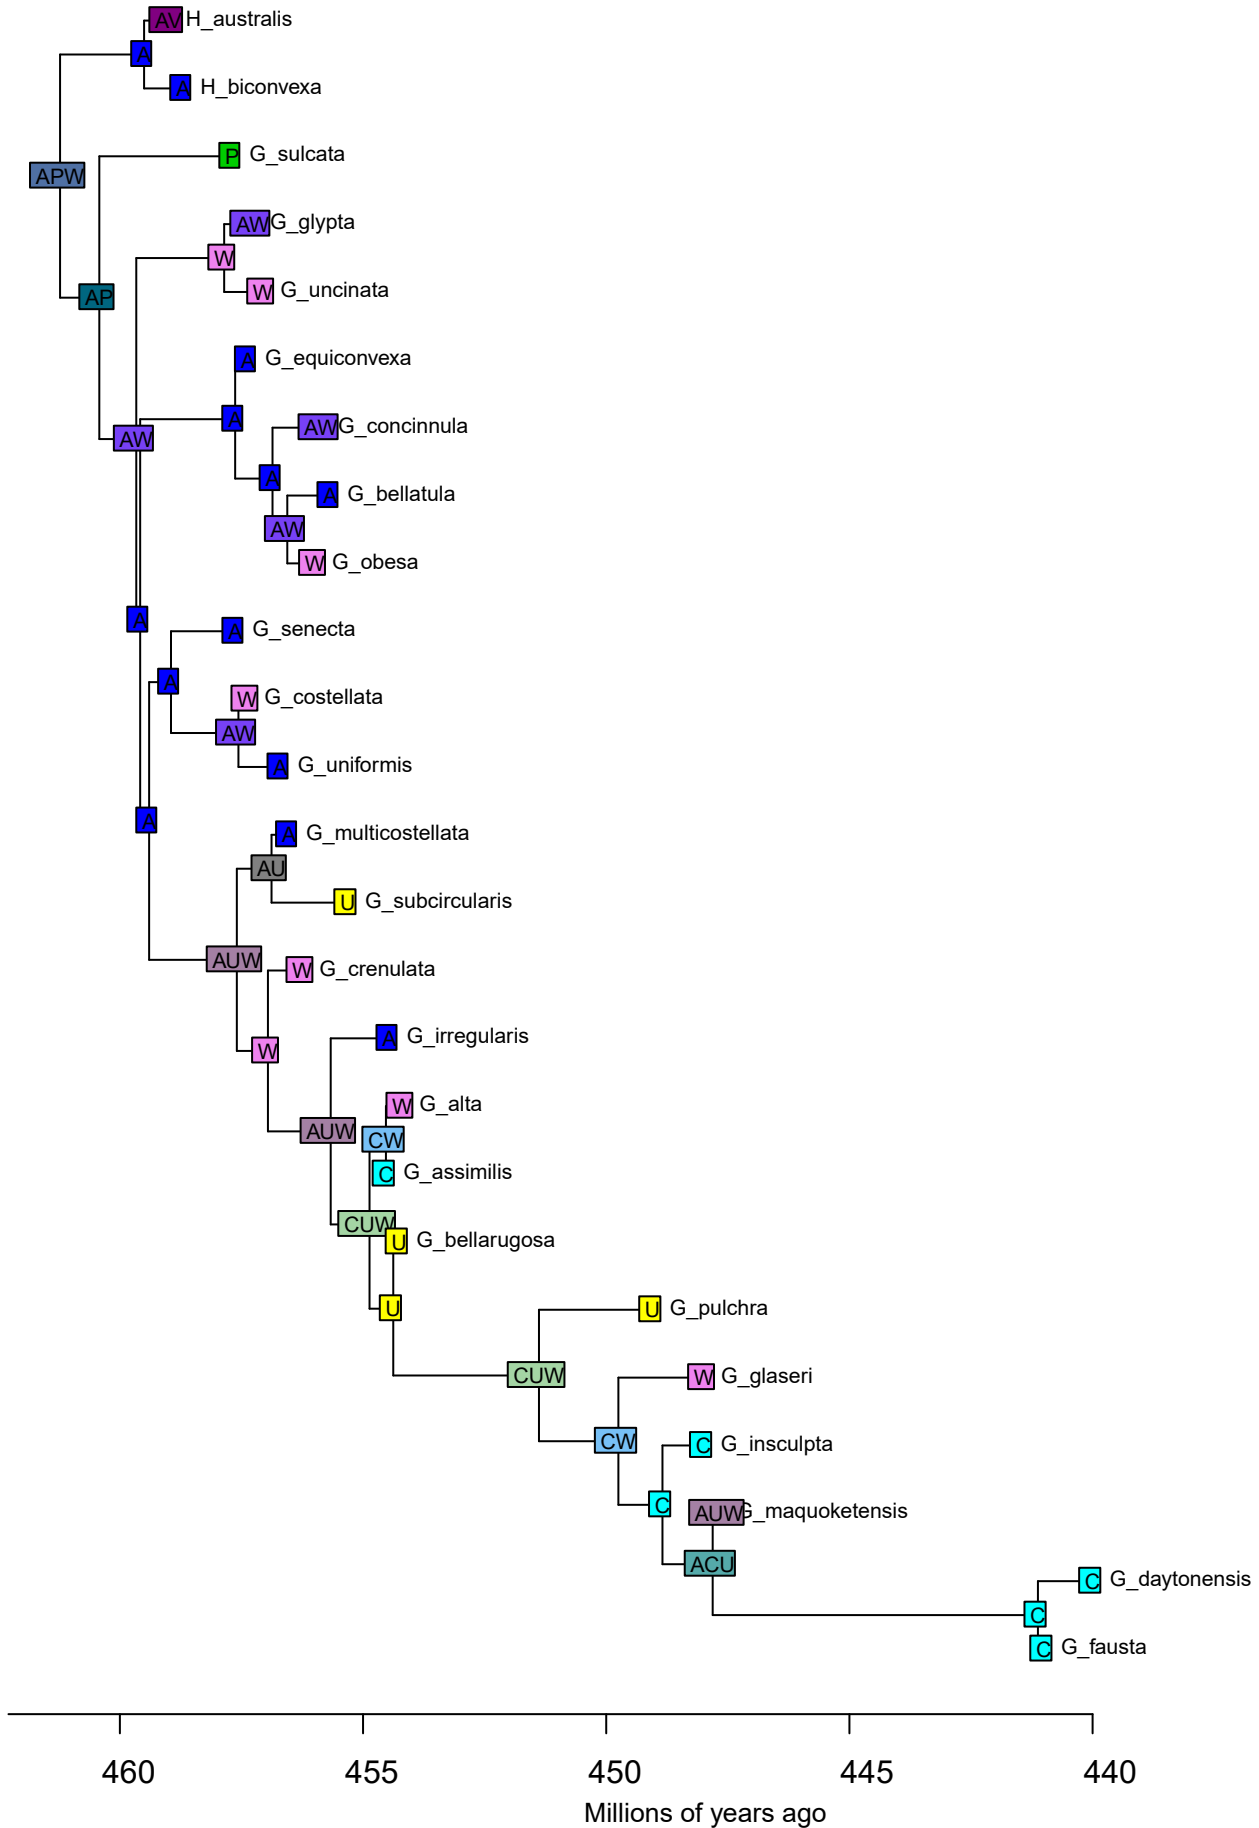 AV H_australis
A
A H_biconvexa
P G_sulcata
APW
AW G_glypta
W
W G_uncinata
AP
A G_equiconvexa
A
AW G_concinnula
AW
A
A G_bellatula
AW
W G_obesa
A
A G_senecta
A
W G_costellata
AW
A G_uniformis
A
A G_multicostellata
AU
U G_subcircularis
AUW
W G_crenulata
A G_irregularis
W
W G_alta
AUW
CW
C G_assimilis
CUW
U G_bellarugosa
U
U G_pulchra
CUW
W G_glaseri
CW
C G_insculpta
C
AUW G_maquoketensis
ACU
C G_daytonensis
C
C G_fausta
460 455 450 445 440
Millions of years ago